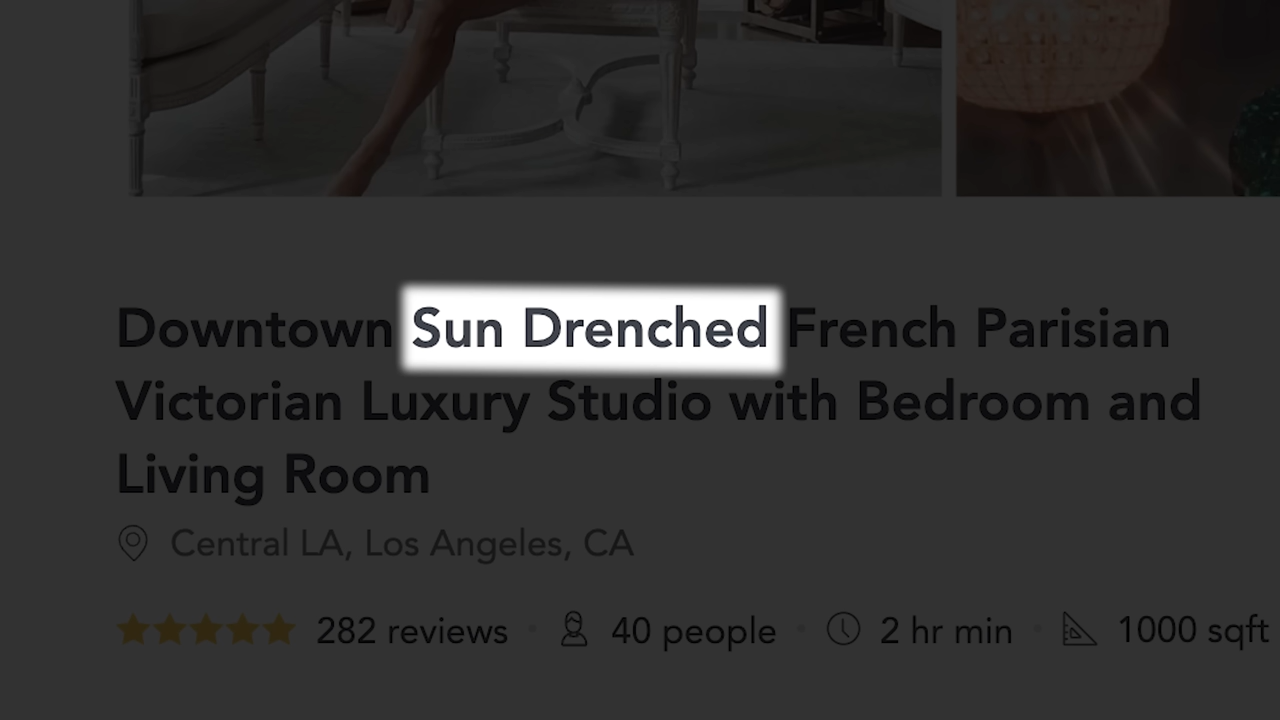 Downtown Sun Drenched French Parisian
Victorian Luxury Studio with Bedroom and
Living Room
Central LA, Los Angeles, CA
282 reviews · 40 people · 2 hr min · 1000 sqft